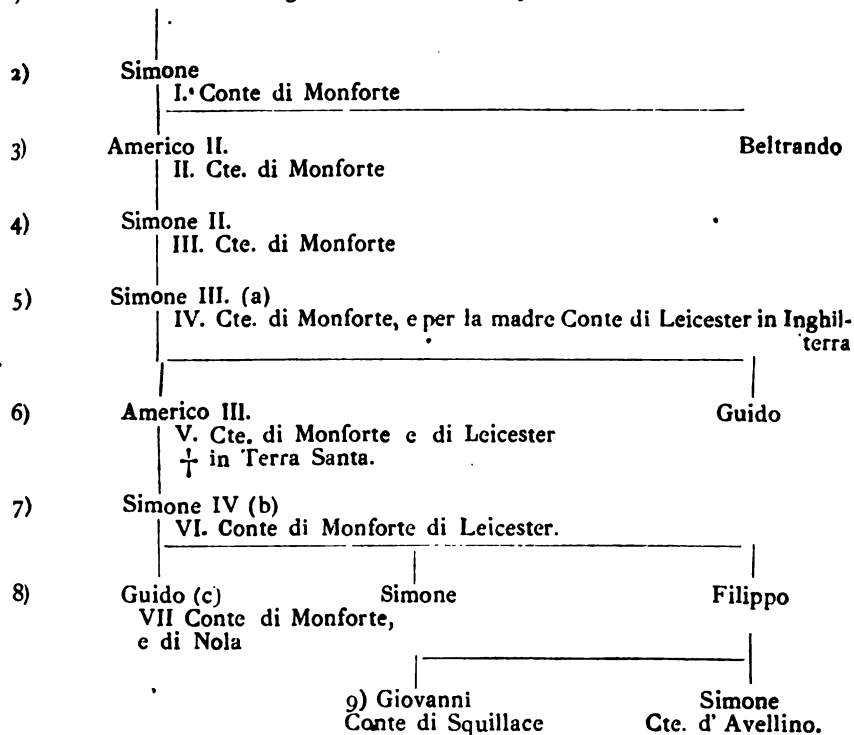 2) Simone
I. Conte di Monforte
3) Americo II. Beltrando
II. Cte. di Monforte
4) Simone II.
III. Cte. di Monforte
5) Simone III. (a)
IV. Cte. di Monforte, e per la madre Conte di Leicester in Inghil-
terra
6) Americo III. Guido
V. Cte. di Monforte e di Leicester
† in Terra Santa.
7) Simone IV (b)
VI. Conte di Monforte di Leicester.
8) Guido (c) Simone Filippo
VII Conte di Monforte,
e di Nola
9) Giovanni Simone
Conte di Squillace Cte. d' Avellino.